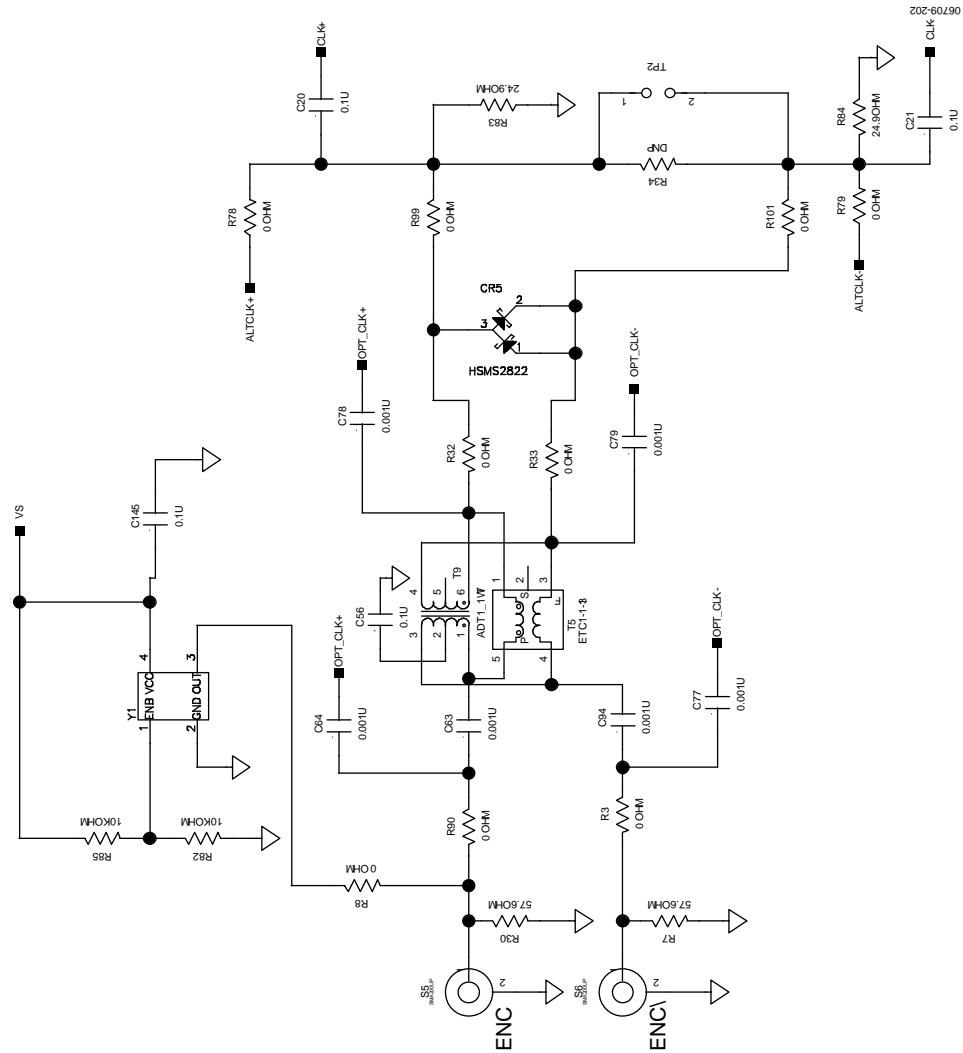 06709-202
CLK+
C20
0.1U
R78
0 OHM
ALTCLK+
24.9OHM
R83
TP2
1
2
DNP
R34
R84
24.9OHM
CLK-
C21
0.1U
R99
0 OHM
R101
0 OHM
R79
0 OHM
ALTCLK-
CR5
2
3
1
HSMS2822
OPT_CLK+
C78
0.001U
R32
0 OHM
R33
0 OHM
OPT_CLK-
C79
0.001U
VS
C145
0.1U
C56
0.1U
4
5
6
T9
3
2
1
ADT1_1WT
1
2
3
S
P
F
5
4
T5
ETC1-1-13
Y1
ENB VCC
GND OUT
1
4
2
3
OPT_CLK+
C64
0.001U
C63
0.001U
C94
0.001U
OPT_CLK-
C77
0.001U
10KOHM
R85
10KOHM
R82
R90
0 OHM
R3
0 OHM
0 OHM
R8
57.6OHM
R30
57.6OHM
R7
S5
2
ENC
S6
2
ENC\